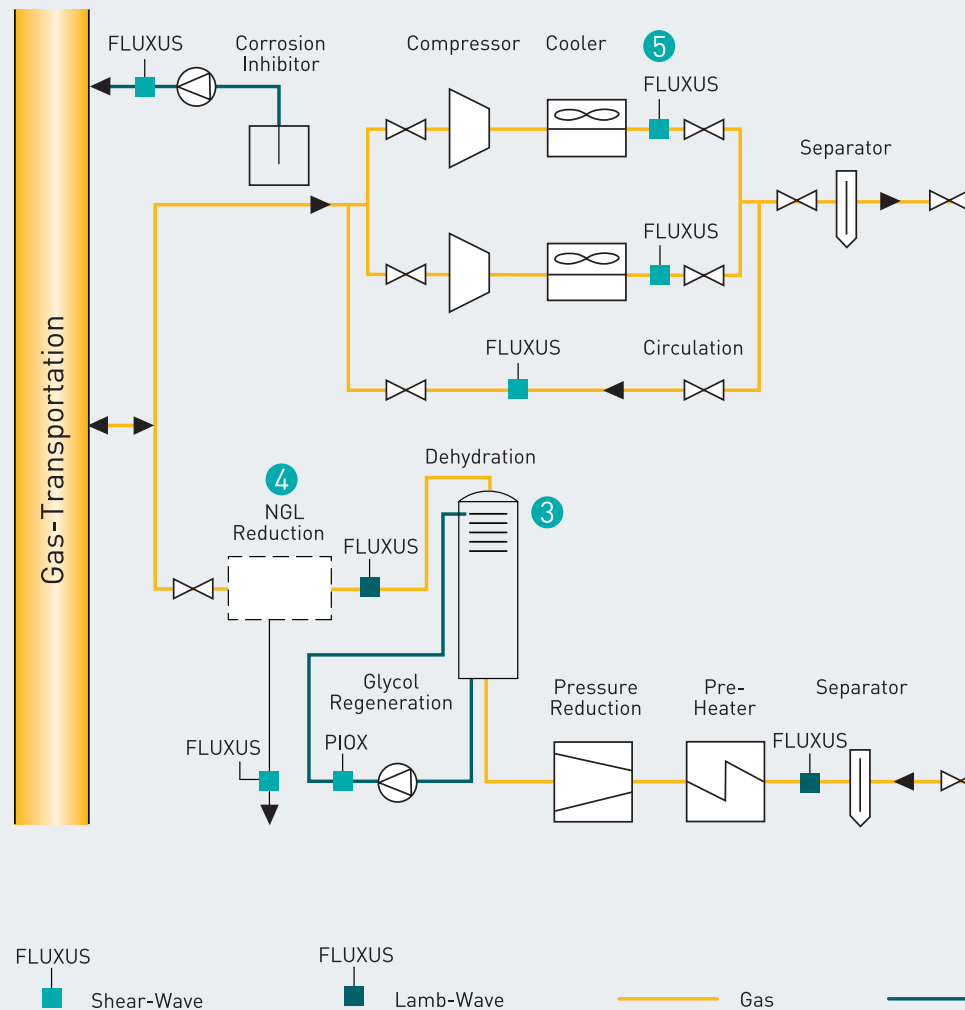 FLUXUS
Corrosion
Inhibitor
Compressor
Cooler
5
FLUXUS
Separator
FLUXUS
FLUXUS
Circulation
Gas-Transportation
Dehydration
4
NGL
Reduction
3
FLUXUS
Glycol
Regeneration
Pressure
Reduction
Pre-
Heater
Separator
FLUXUS
PIOX
FLUXUS
FLUXUS
Shear-Wave
FLUXUS
Lamb-Wave
Gas